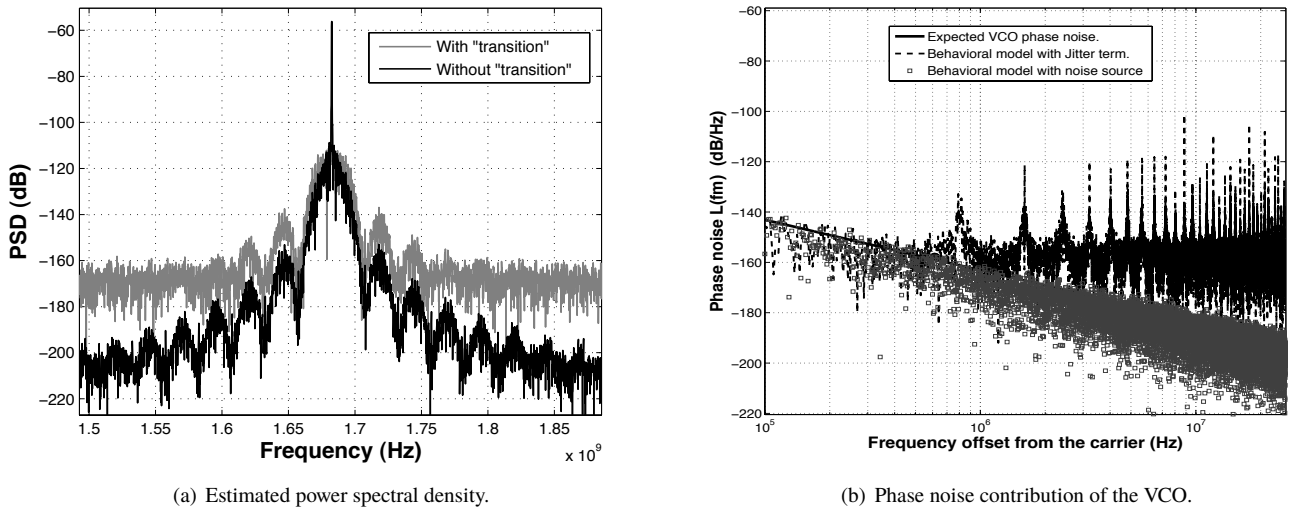 −60
−80
−100
−120
−140
−160
−180
−200
−220
PSD (dB)
With "transition"
Without "transition"
1.5 1.55 1.6 1.65 1.7 1.75 1.8 1.85
x 10^9
Frequency (Hz)
(a) Estimated power spectral density.
−60
−80
−100
−120
−140
−160
−180
−200
−220
Phase noise L(fm) (dB/Hz)
Expected VCO phase noise.
Behavioral model with Jitter term.
Behavioral model with noise source
10^5 10^6 10^7
Frequency offset from the carrier (Hz)
(b) Phase noise contribution of the VCO.